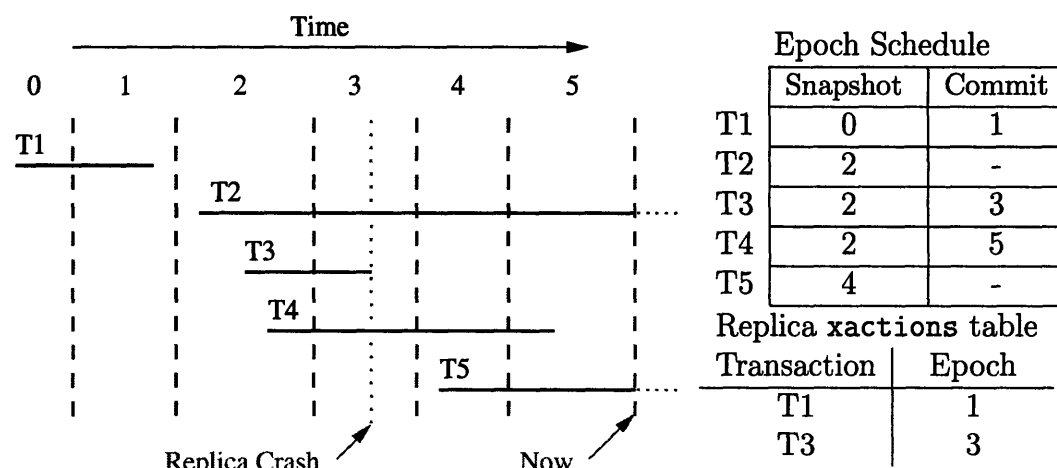 Time
0 1 2 3 4 5
T1
T2
T3
T4
T5
Replica Crash
Now
Epoch Schedule
Snapshot Commit
T1 0 1
T2 2 -
T3 2 3
T4 2 5
T5 4 -
Replica xactions table
Transaction Epoch
T1 1
T3 3